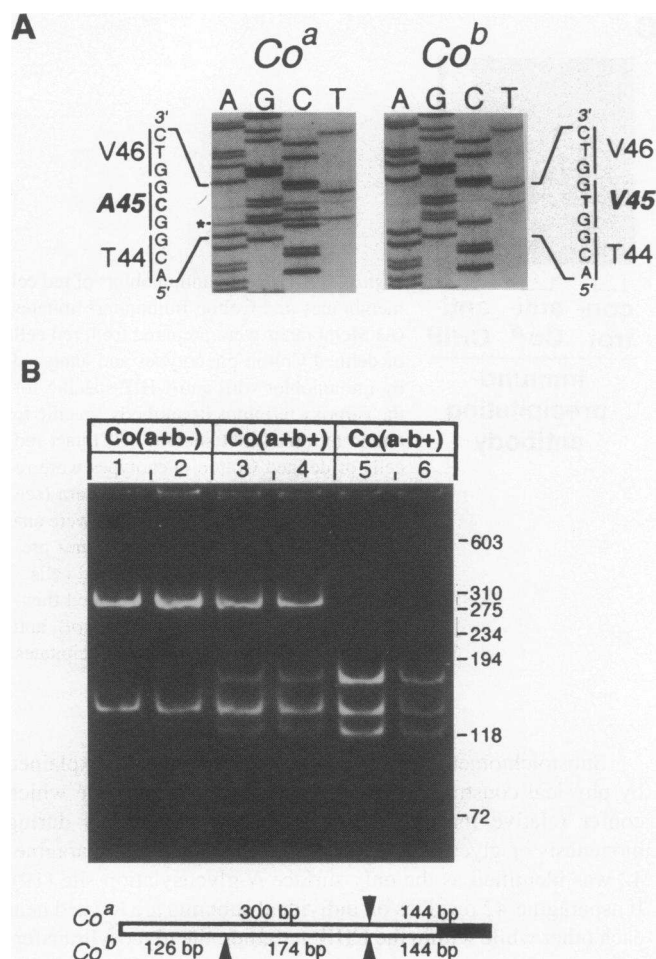 A
Co^a
Co^b
A G C T
A G C T
3'
C
T
G
G
C
G
G
C
A
5'
V46
A45
T44
*
3'
C
T
G
G
T
G
G
C
A
5'
V46
V45
T44
B
Co(a+b-) Co(a+b+) Co(a-b+)
1 2 3 4 5 6
603
310
275
234
194
118
72
300 bp 144 bp
Co^a
Co^b
126 bp 174 bp 144 bp